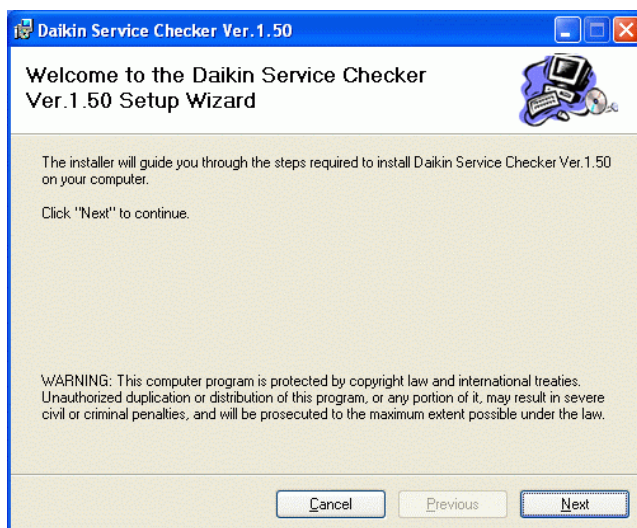 Daikin Service Checker Ver.1.50
Welcome to the Daikin Service Checker
Ver.1.50 Setup Wizard
The installer will guide you through the steps required to install Daikin Service Checker Ver.1.50
on your computer.
Click "Next" to continue.
WARNING: This computer program is protected by copyright law and international treaties.
Unauthorized duplication or distribution of this program, or any portion of it, may result in severe
civil or criminal penalties, and will be prosecuted to the maximum extent possible under the law.
Cancel Previous Next